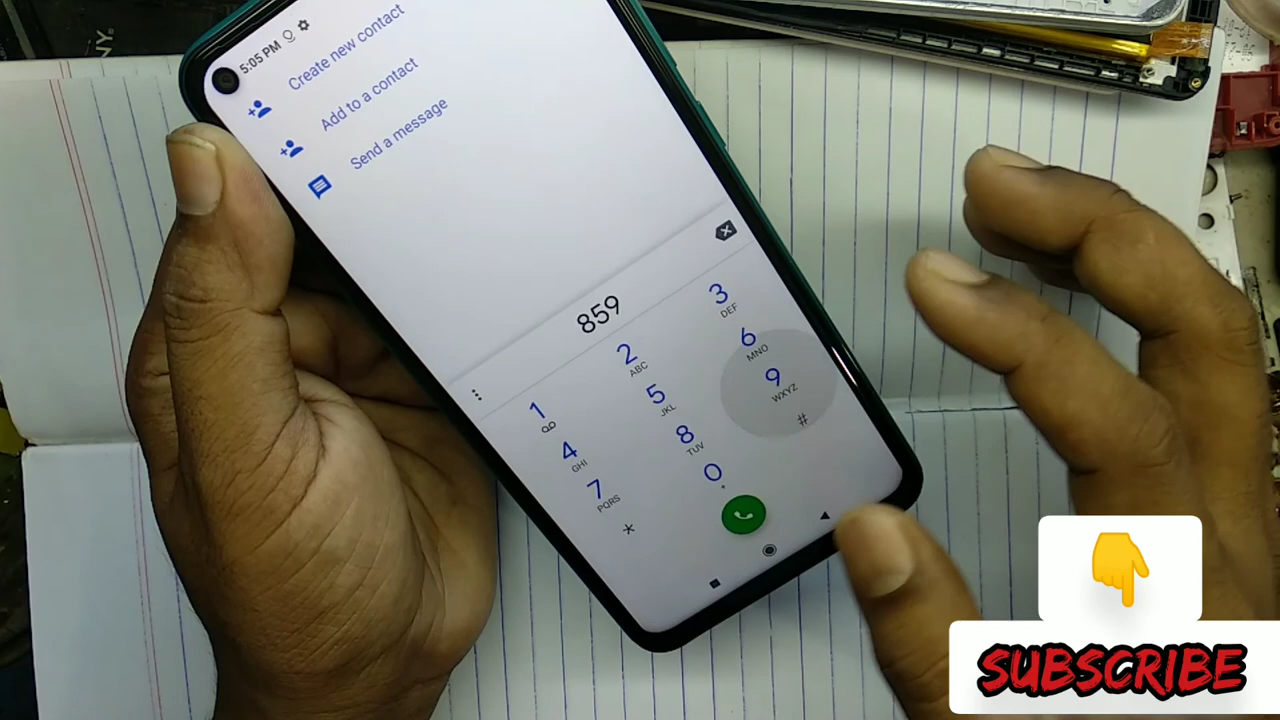 NY
5:05 PM
Create new contact
Add to a contact
Send a message
859
1
2 ABC
3 DEF
4 GHI
5 JKL
6 MNO
7 PQRS
8 TUV
9 WXYZ
*
0 +
#
SUBSCRIBE